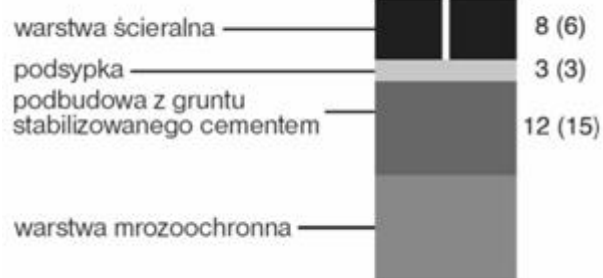 warstwa ścieralna
8 (6)
podsypka
3 (3)
podbudowa z gruntu
stabilizowanego cementem
12 (15)
warstwa mrozoochronna